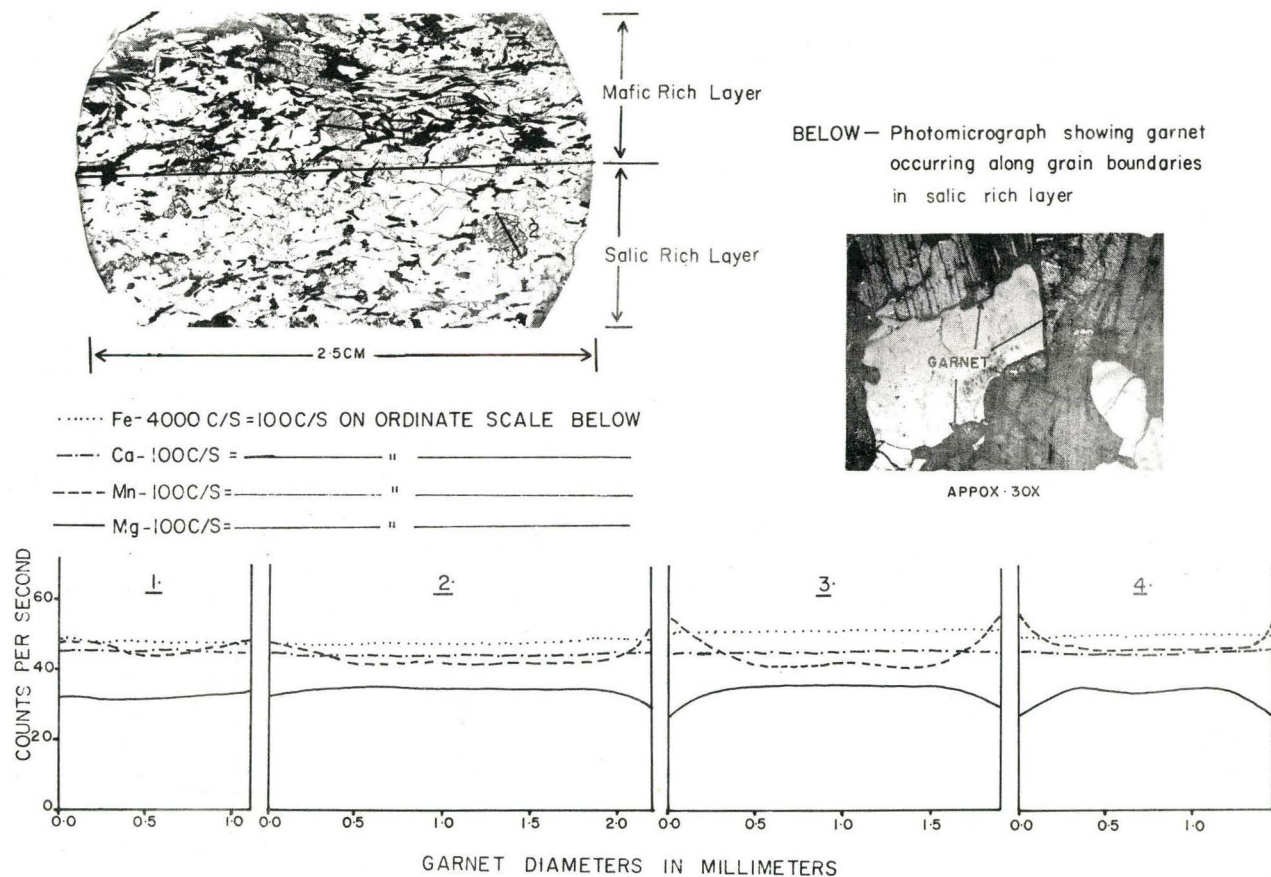 Mafic Rich Layer
Salic Rich Layer
2
2·5CM
BELOW— Photomicrograph showing garnet
occurring along grain boundaries
in salic rich layer
GARNET
APPOX·30X
Fe-4000 C/S=100C/S ON ORDINATE SCALE BELOW
Ca-100C/S = "
Mn-100C/S= "
Mg-100C/S= "
COUNTS PER SECOND
60
40
20
0
1·
2·
3·
4·
0·0 0·5 1·0
0·0 0·5 1·0 1·5 2·0
0·0 0·5 1·0 1·5
0·0 0·5 1·0
GARNET DIAMETERS IN MILLIMETERS